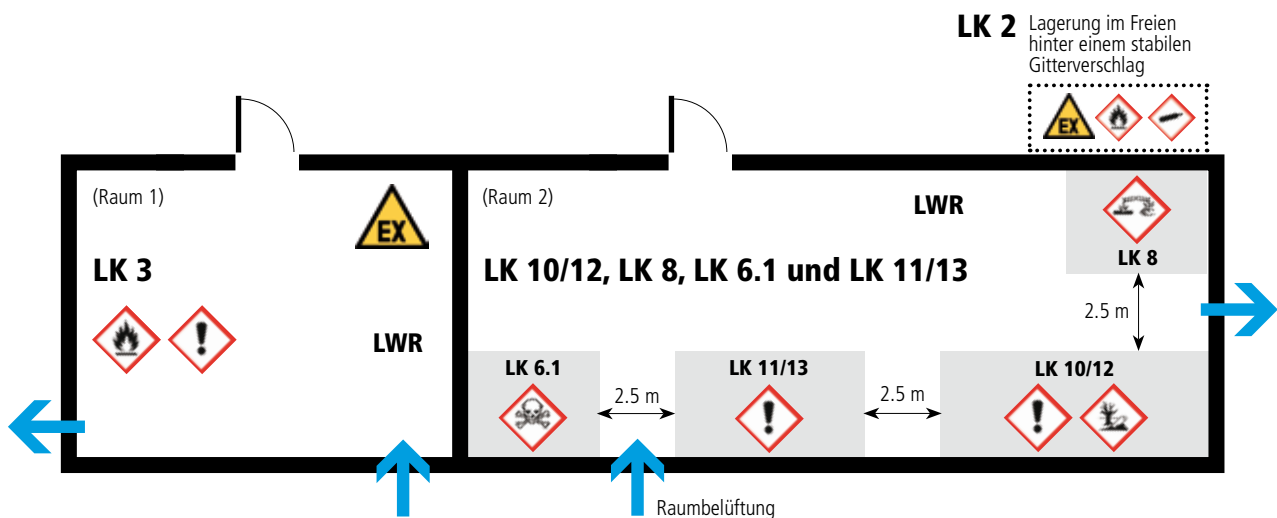 LK 2 Lagerung im Freien
hinter einem stabilen
Gitterverschlag
EX
(Raum 1)
EX
LK 3
LWR
(Raum 2)
LWR
LK 10/12, LK 8, LK 6.1 und LK 11/13
LK 8
2.5 m
LK 6.1
2.5 m
LK 11/13
2.5 m
LK 10/12
Raumbelüftung